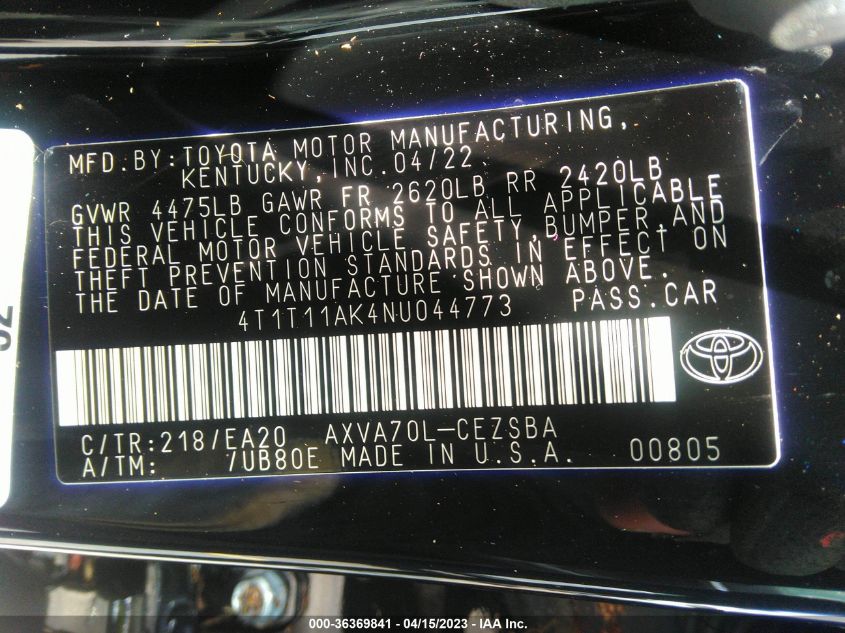 MFD.BY:TOYOTA MOTOR MANUFACTURING,
KENTUCKY,INC.04/22
GVWR 4475LB GAWR FR 2620LB RR 2420LB
THIS VEHICLE CONFORMS TO ALL APPLICABLE
FEDERAL MOTOR VEHICLE SAFETY,BUMPER,AND
THEFT PREVENTION STANDARDS IN EFFECT ON
THE DATE OF MANUFACTURE SHOWN ABOVE.
4T1T11AK4NU044773 PASS.CAR
C/TR:218/EA20 AXVA70L-CEZSBA
A/TM: /UB80E MADE IN U.S.A. 00805
000-36369841 - 04/15/2023 - IAA Inc.